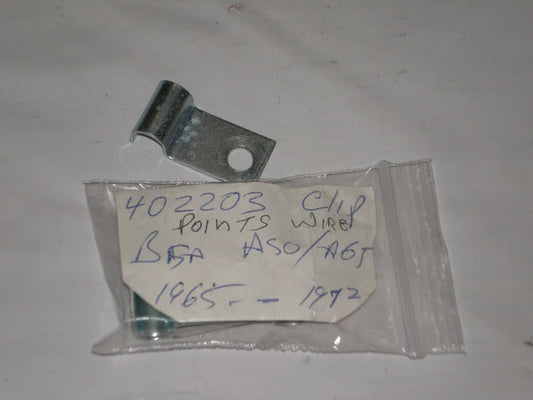 402203 Clip
POINTS WIRE
BSA A50/A65
1965 - - 1972